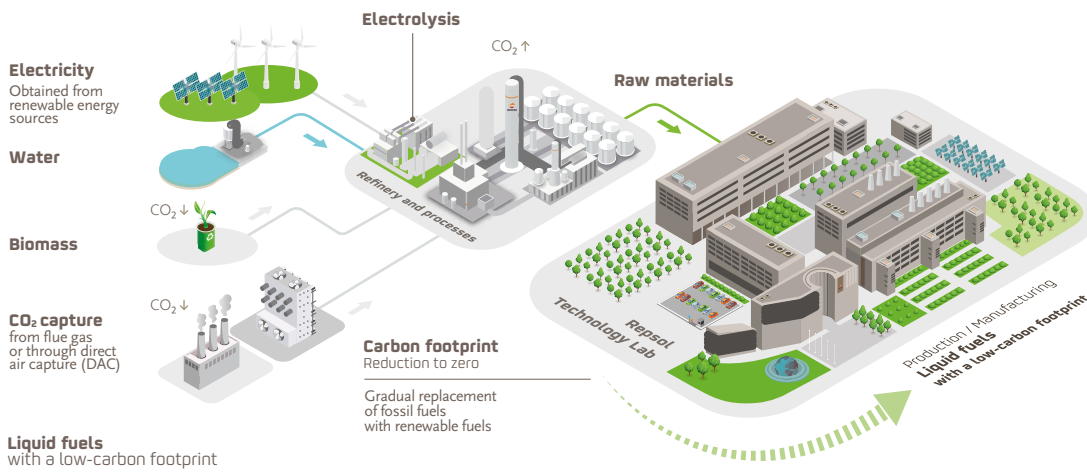 Electrolysis
CO₂ ↑
Electricity
Obtained from
renewable energy
sources
Raw materials
Water
Refinery and processes
CO₂ ↓
Biomass
CO₂ ↓
CO₂ capture
from flue gas
or through direct
air capture (DAC)
Repsol
Technology Lab
Production / Manufacturing
Liquid fuels
with a low-carbon footprint
Carbon footprint
Reduction to zero
Gradual replacement
of fossil fuels
with renewable fuels
Liquid fuels
with a low-carbon footprint